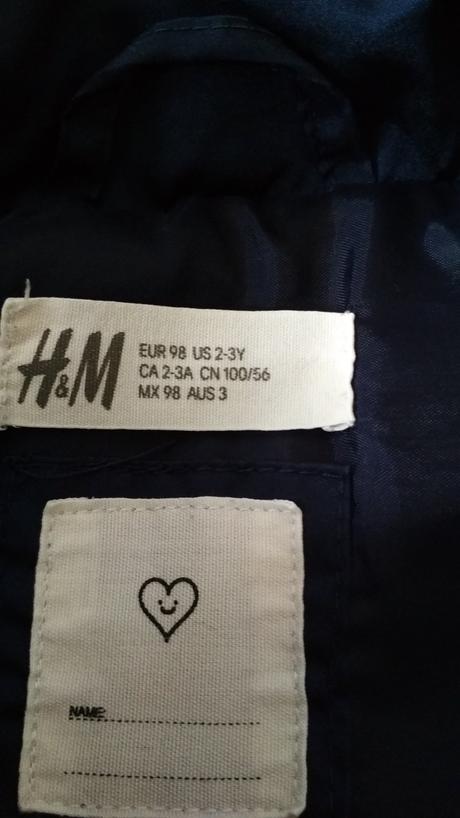 H&M
EUR 98 US 2-3Y
CA 2-3A CN 100/56
MX 98 AUS 3
NAME: